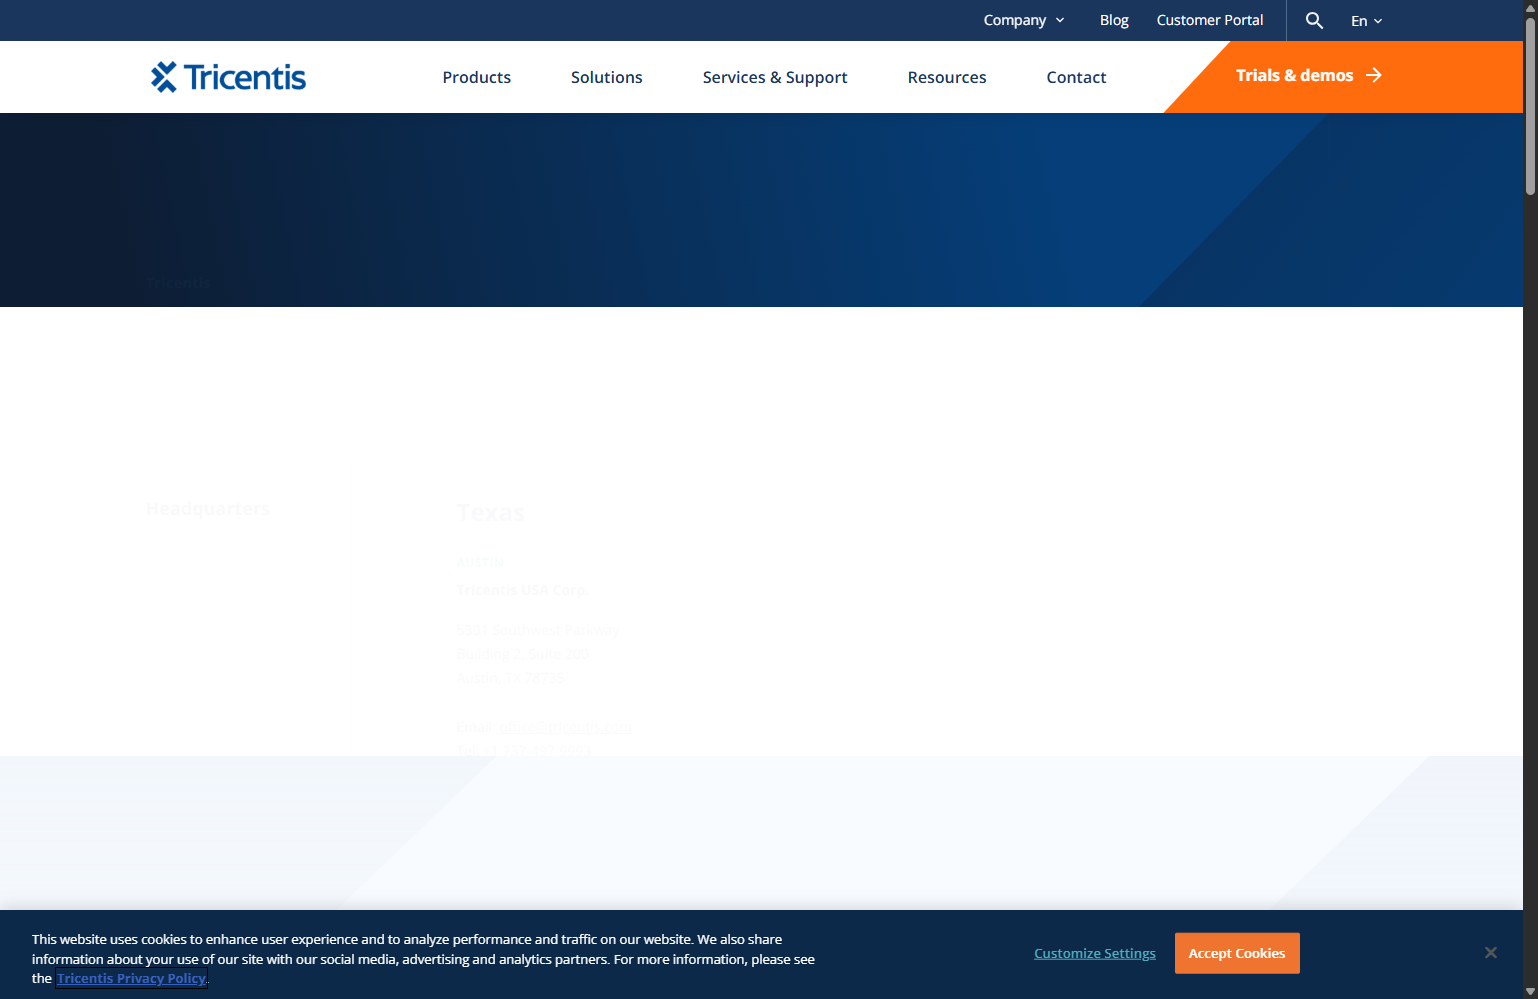 Company
Blog
Customer Portal
En
Tricentis
Products
Solutions
Services & Support
Resources
Contact
Trials & demos
Tricentis
Headquarters
Texas
AUSTIN
Tricentis USA Corp.
5301 Southwest Parkway
Building 2, Suite 200
Austin, TX 78735
Email:
This website uses cookies to enhance user experience and to analyze performance and traffic on our website. We also share
information about your use of our site with our social media, advertising and analytics partners. For more information, please see
the Tricentis Privacy Policy.
Customize Settings
Accept Cookies